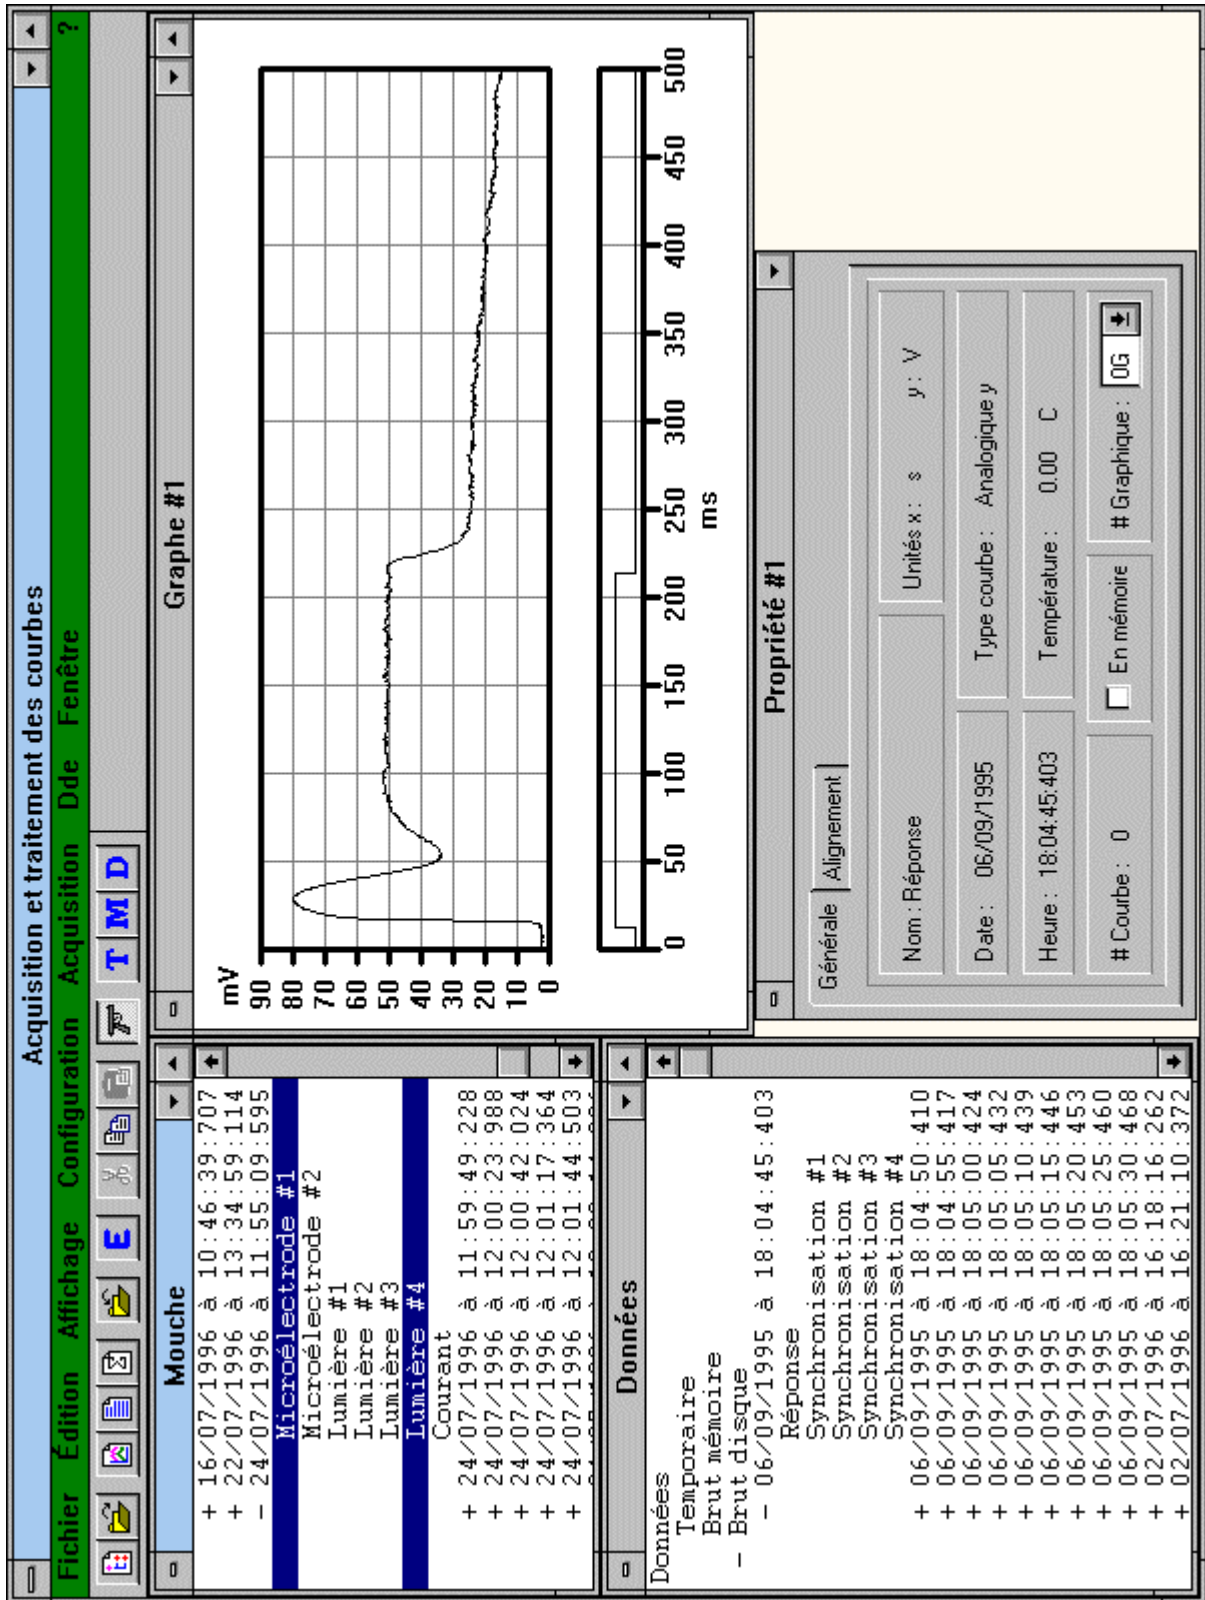 Acquisition et traitement des courbes
Fichier Édition Affichage Configuration Acquisition Dde Fenêtre ?
E T M D
Mouche
+ 16/07/1996 à 10:46:39:707
+ 22/07/1996 à 13:34:59:114
- 24/07/1996 à 11:55:09:595
Microélectrode #1
Microélectrode #2
Lumière #1
Lumière #2
Lumière #3
Lumière #4
Courant
+ 24/07/1996 à 11:59:49:228
+ 24/07/1996 à 12:00:23:988
+ 24/07/1996 à 12:00:42:024
+ 24/07/1996 à 12:01:17:364
+ 24/07/1996 à 12:01:44:503
Graphe #1
mV
90
80
70
60
50
40
30
20
10
0
0 50 100 150 200 250 300 350 400 450 500
ms
Données
Données
Temporaire
Brut mémoire
- Brut disque
- 06/09/1995 à 18:04:45:403
Réponse
Synchronisation #1
Synchronisation #2
Synchronisation #3
Synchronisation #4
+ 06/09/1995 à 18:04:50:410
+ 06/09/1995 à 18:04:55:417
+ 06/09/1995 à 18:05:00:424
+ 06/09/1995 à 18:05:05:432
+ 06/09/1995 à 18:05:10:439
+ 06/09/1995 à 18:05:15:446
+ 06/09/1995 à 18:05:20:453
+ 06/09/1995 à 18:05:25:460
+ 06/09/1995 à 18:05:30:468
+ 02/07/1996 à 16:18:16:262
+ 02/07/1996 à 16:21:10:372
Propriété #1
Générale Alignement
Nom : Réponse Unités x : s y : V
Date : 06/09/1995 Type courbe : Analogique y
Heure : 18:04:45:403 Température : 0.00 C
# Courbe : 0 En mémoire # Graphique : 0G